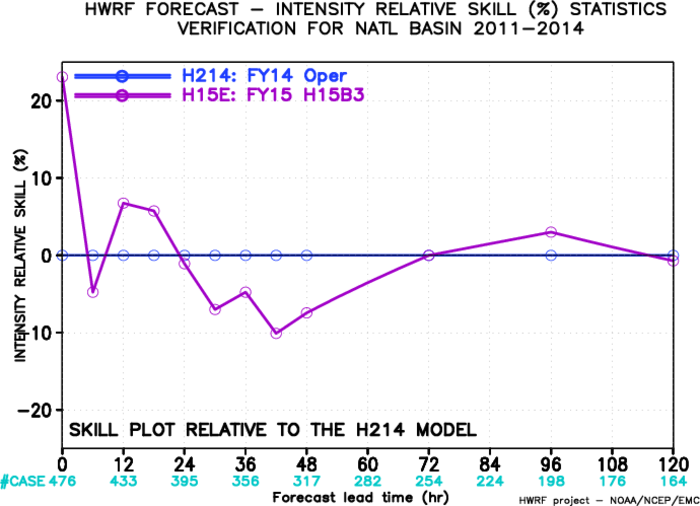 HWRF FORECAST – INTENSITY RELATIVE SKILL (%) STATISTICS
VERIFICATION FOR NATL BASIN 2011–2014
H214: FY14 Oper
H15E: FY15 H15B3
INTENSITY RELATIVE SKILL (%)
20
10
0
–10
–20
SKILL PLOT RELATIVE TO THE H214 MODEL
0 12 24 36 48 60 72 84 96 108 120
#CASE 476 433 395 356 317 282 254 224 198 176 164
Forecast lead time (hr)
HWRF project – NOAA/NCEP/EMC